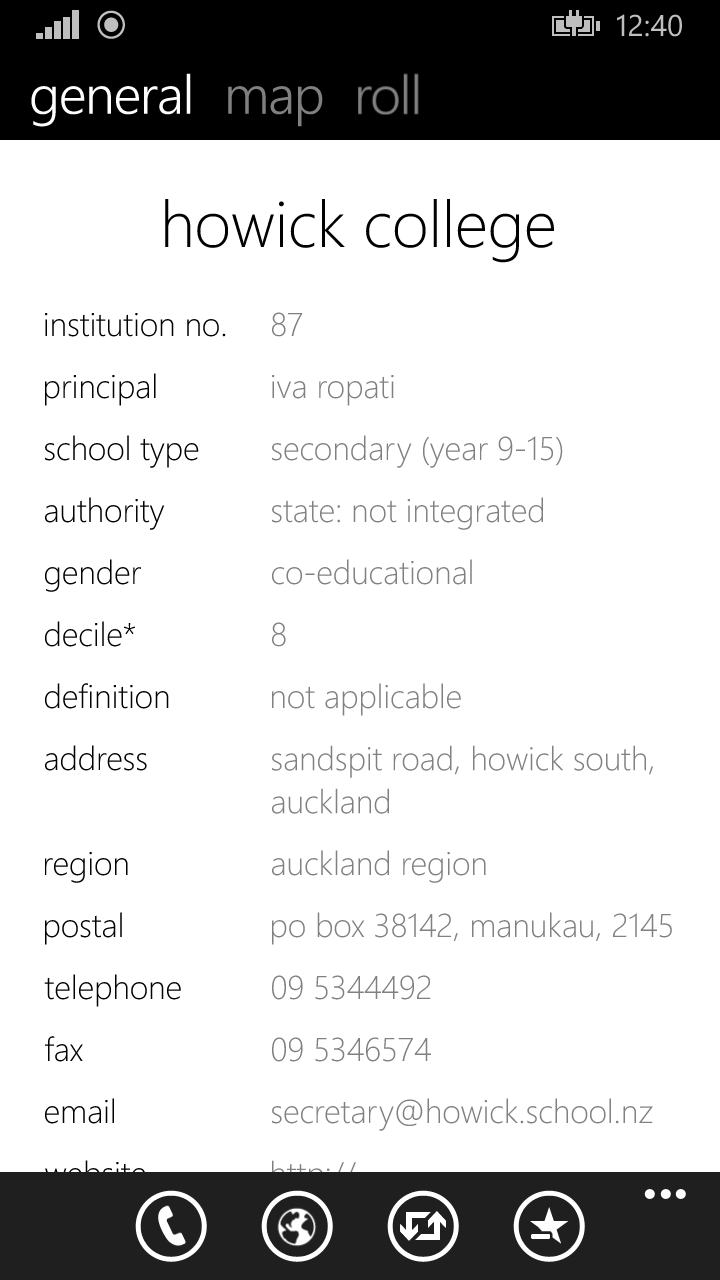 12:40
general map roll
howick college
institution no. 87
principal iva ropati
school type secondary (year 9-15)
authority state: not integrated
gender co-educational
decile* 8
definition not applicable
address sandspit road, howick south,
auckland
region auckland region
postal po box 38142, manukau, 2145
telephone 09 5344492
fax 09 5346574
email secretary@howick.school.nz
website http://